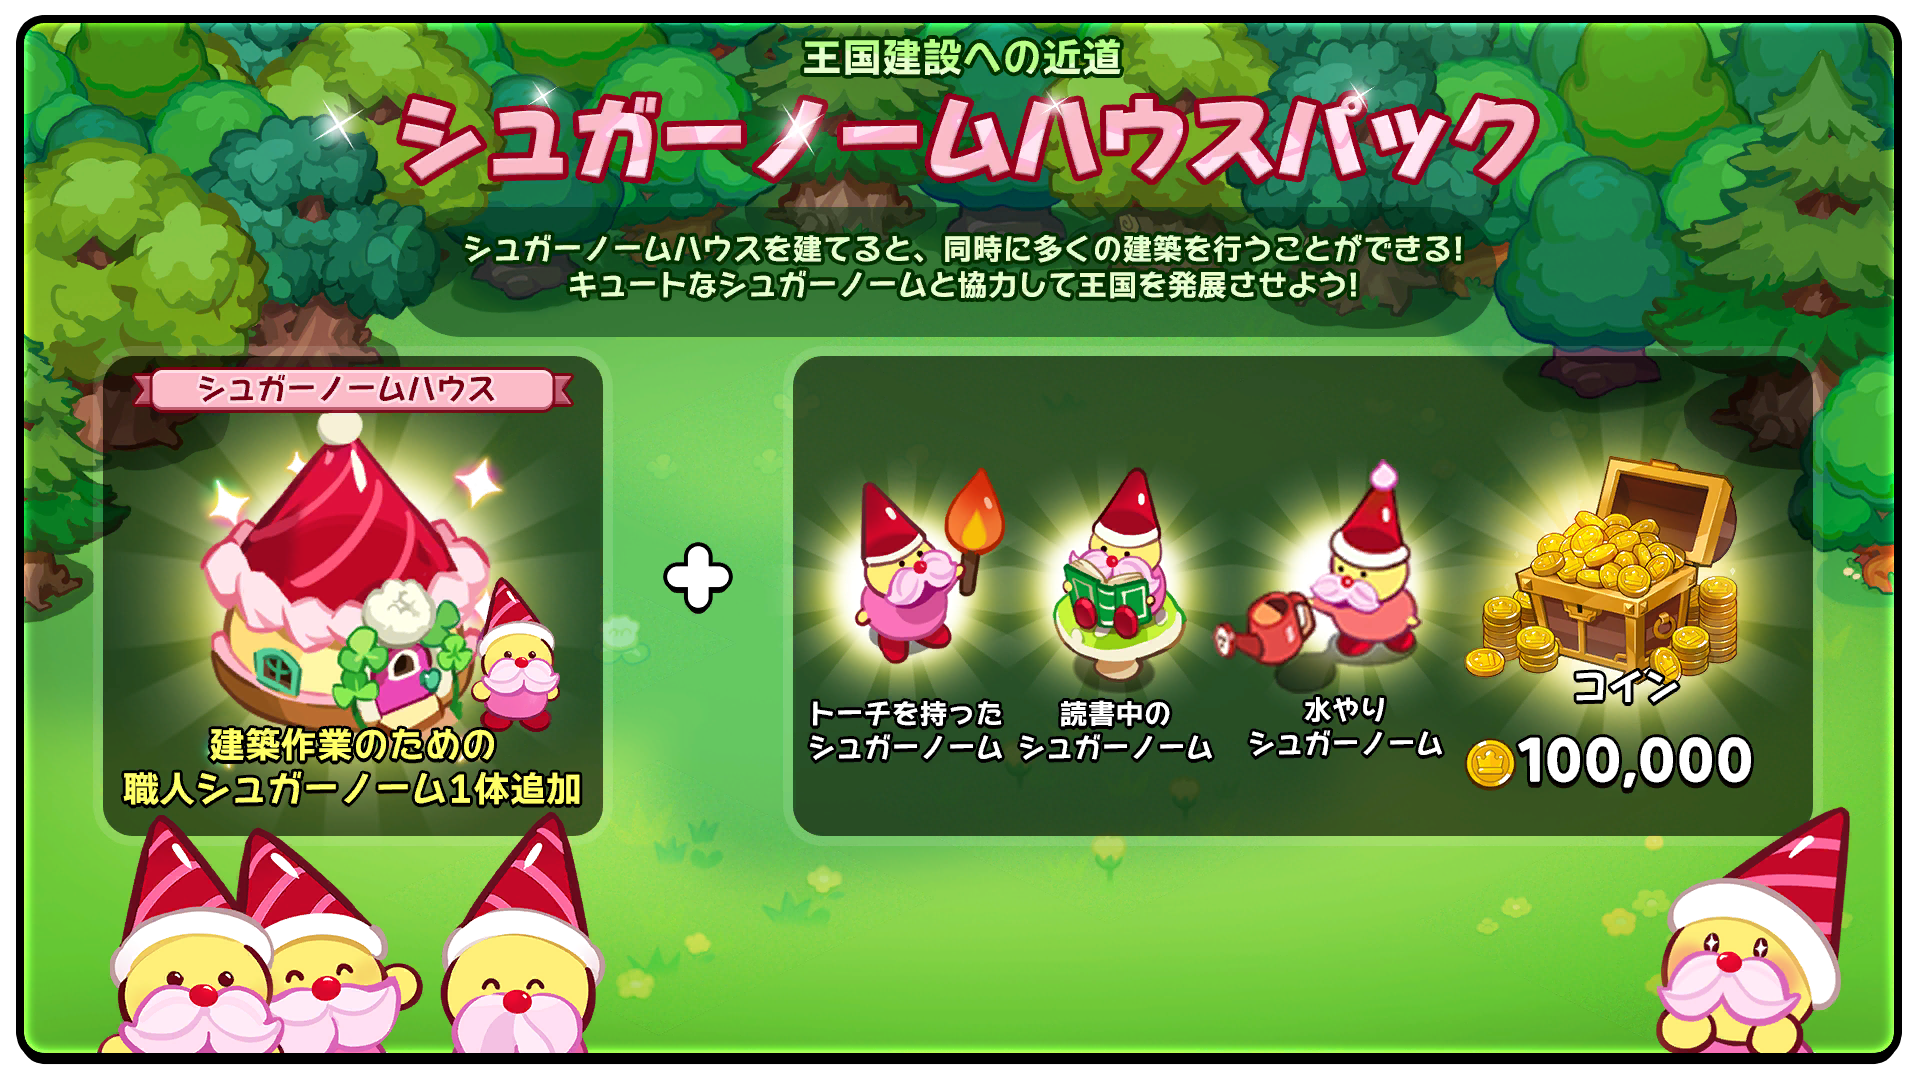 王国建設への近道
シュガーノームハウスパック
シュガーノームハウスを建てると、同時に多くの建築を行うことができる!
キュートなシュガーノームと協力して王国を発展させよう!
シュガーノームハウス
建築作業のための
職人シュガーノーム1体追加
トーチを持った
シュガーノーム
読書中の
シュガーノーム
水やり
シュガーノーム
コイン
100,000